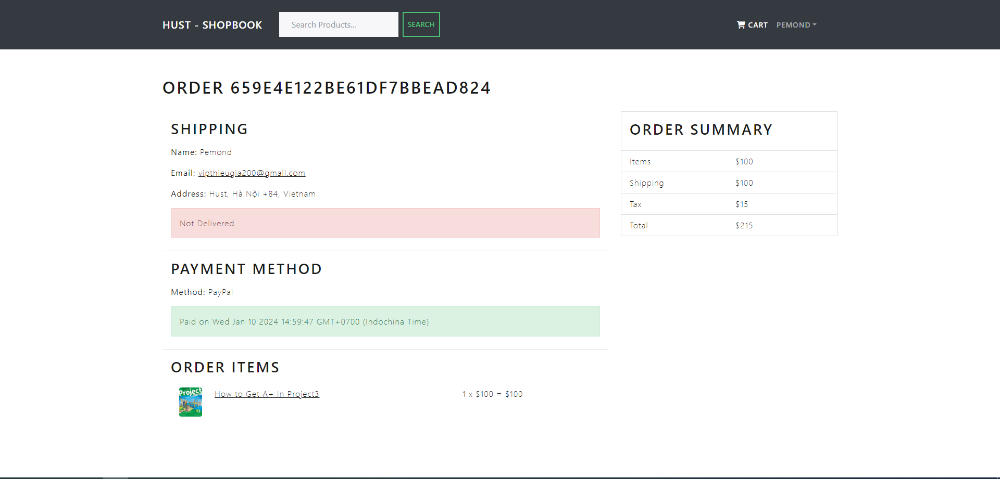 HUST - SHOPBOOK
Search Products...
SEARCH
CART
PEMOND
ORDER 659E4E122BE61DF7BBEAD824
SHIPPING
Name: Pemond
Email: vipthieugia200@gmail.com
Address: Hust, Hà Nội +84, Vietnam
Not Delivered
PAYMENT METHOD
Method: PayPal
Paid on Wed Jan 10 2024 14:59:47 GMT+0700 (Indochina Time)
ORDER ITEMS
Project
3
How to Get A+ In Project3
1 x $100 = $100
ORDER SUMMARY
Items $100
Shipping $100
Tax $15
Total $215